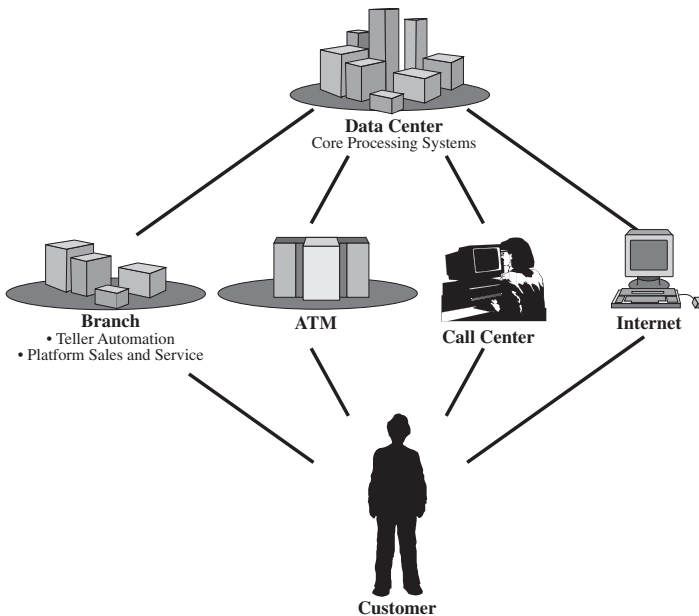 Data Center
Core Processing Systems
Branch
• Teller Automation
• Platform Sales and Service
ATM
Call Center
Internet
Customer